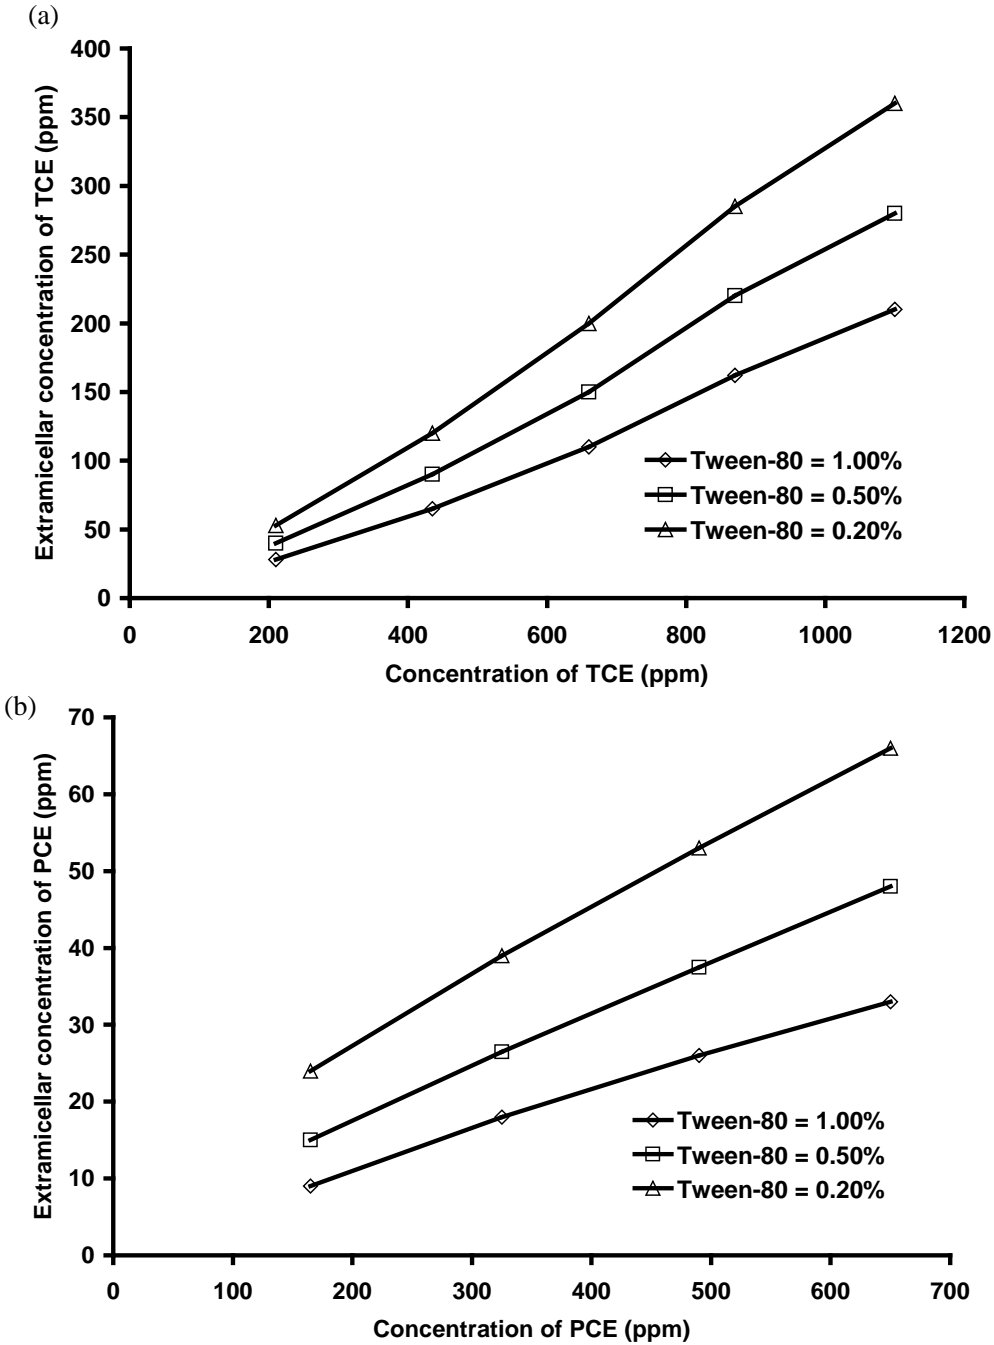 (a)
400
350
300
250
200
150
100
50
0
Extramicellar concentration of TCE (ppm)
Tween-80 = 1.00%
Tween-80 = 0.50%
Tween-80 = 0.20%
0 200 400 600 800 1000 1200
Concentration of TCE (ppm)
(b)
70
60
50
40
30
20
10
0
Extramicellar concentration of PCE (ppm)
Tween-80 = 1.00%
Tween-80 = 0.50%
Tween-80 = 0.20%
0 100 200 300 400 500 600 700
Concentration of PCE (ppm)